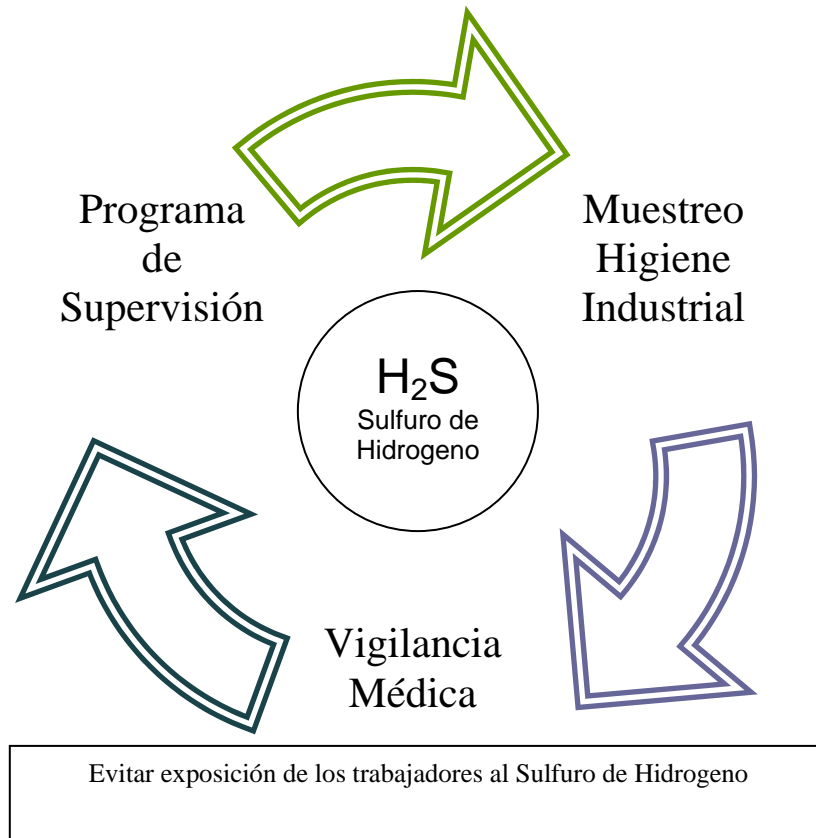 Programa
de
Supervisión
Muestreo
Higiene
Industrial
H₂S
Sulfuro de
Hidrogeno
Vigilancia
Médica
Evitar exposición de los trabajadores al Sulfuro de Hidrogeno